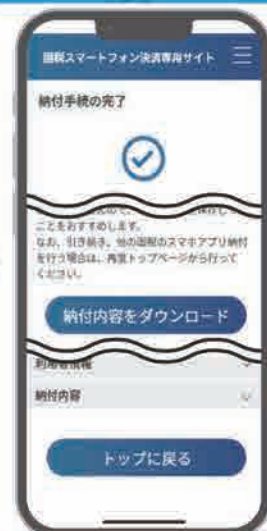 国税スマートフォン決済専用サイト
納付手続の完了
ことをおすすめします。
なお、引き続き、他の国税のスマホアプリ納付
を行う場合は、再度トップページから行って
ください。
納付内容をダウンロード
利用者情報
納付内容
トップに戻る